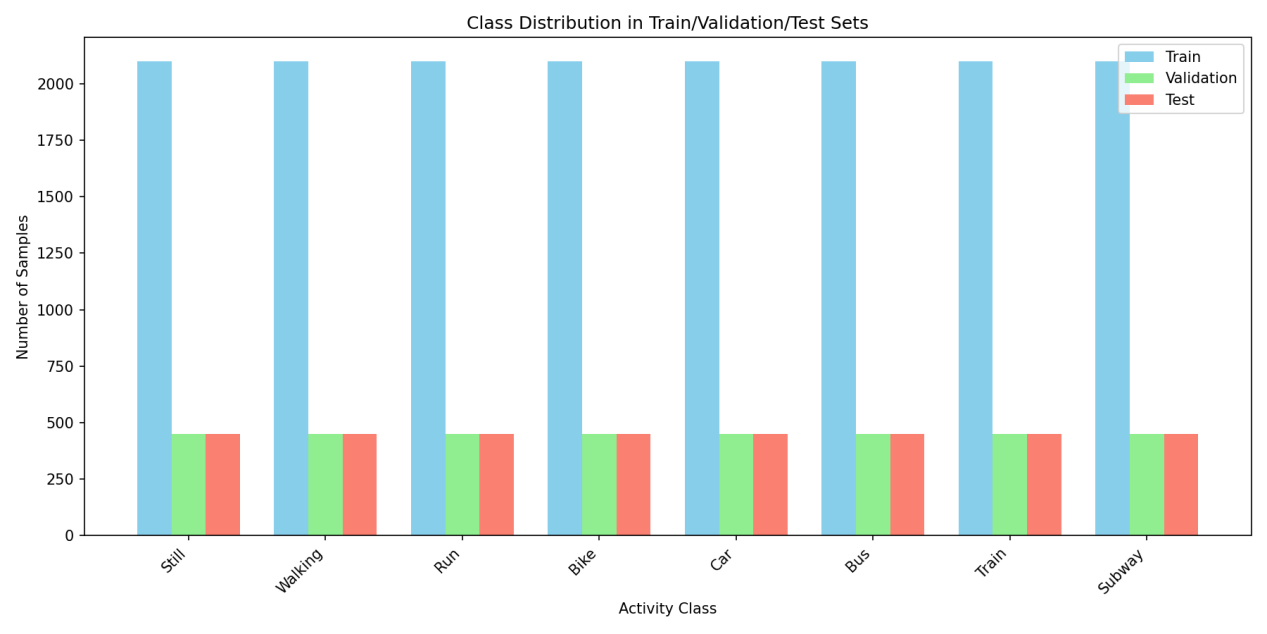 Class Distribution in Train/Validation/Test Sets
Train
Validation
Test
Number of Samples
2000
1750
1500
1250
1000
750
500
250
0
Still
Walking
Run
Bike
Car
Bus
Train
Subway
Activity Class